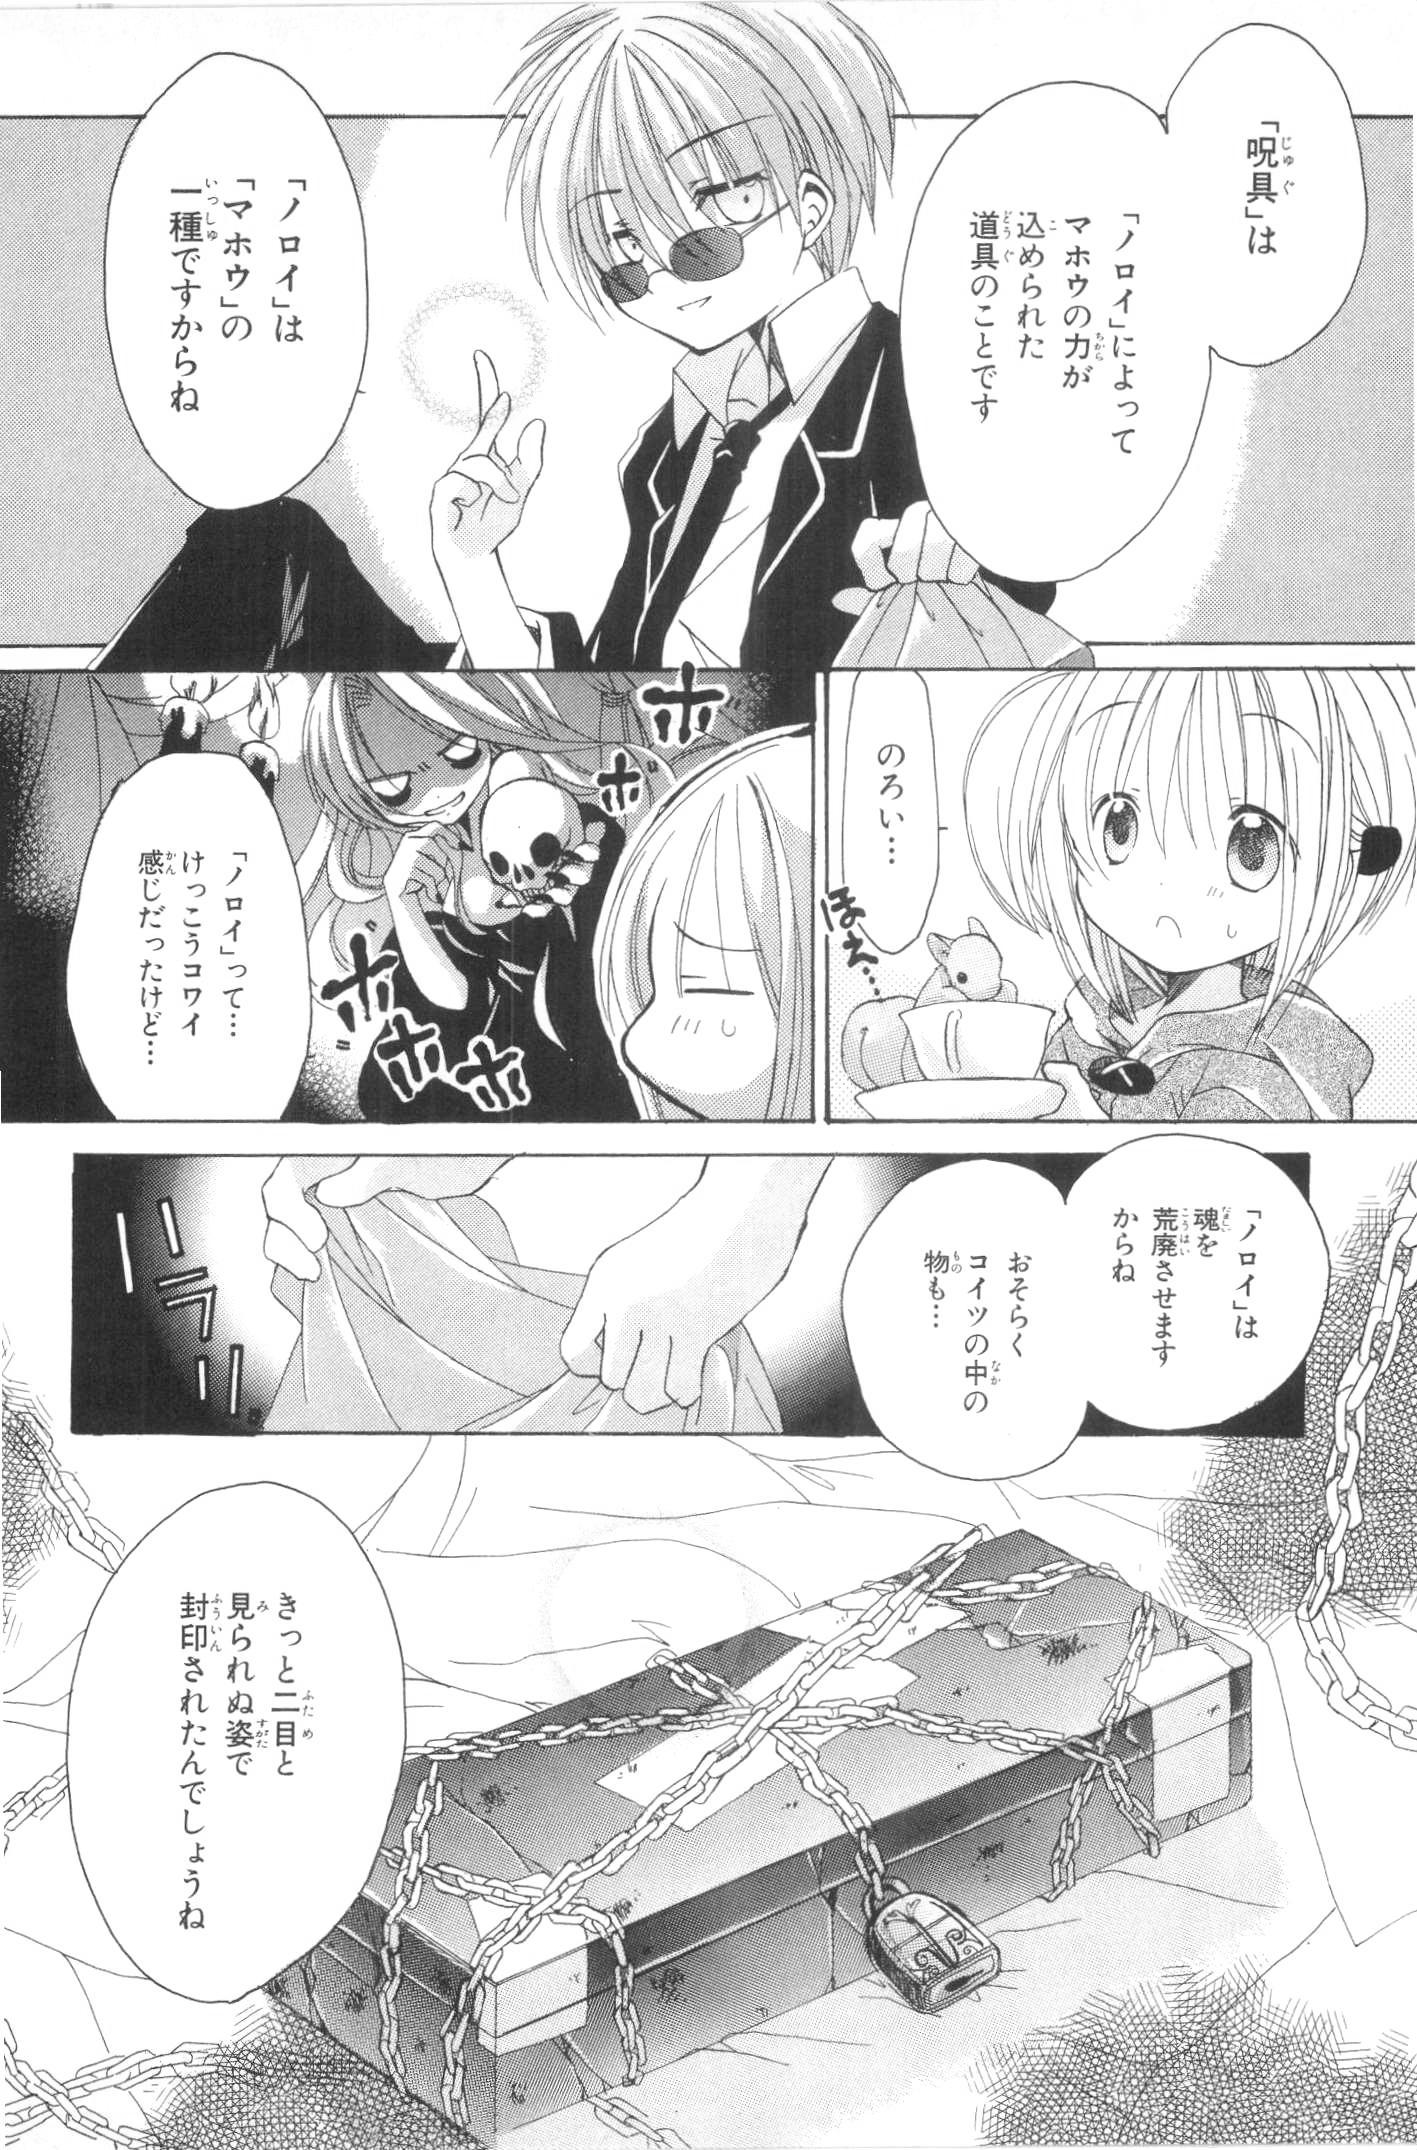 「呪具」は
「ノロイ」によって
マホウの力が
込められた
道具のことです
「ノロイ」は
「マホウ」の
一種ですからね
のろい…
ほえ…
ホ
ホ
ホ
ホ
ホ
「ノロイ」って…
けっこうコワイ
感じだったけど…
「ノロイ」は
魂を
荒廃させます
からね
おそらく
コイツの中の
物も…
きっと二目と
見られぬ姿で
封印されたんでしょうね